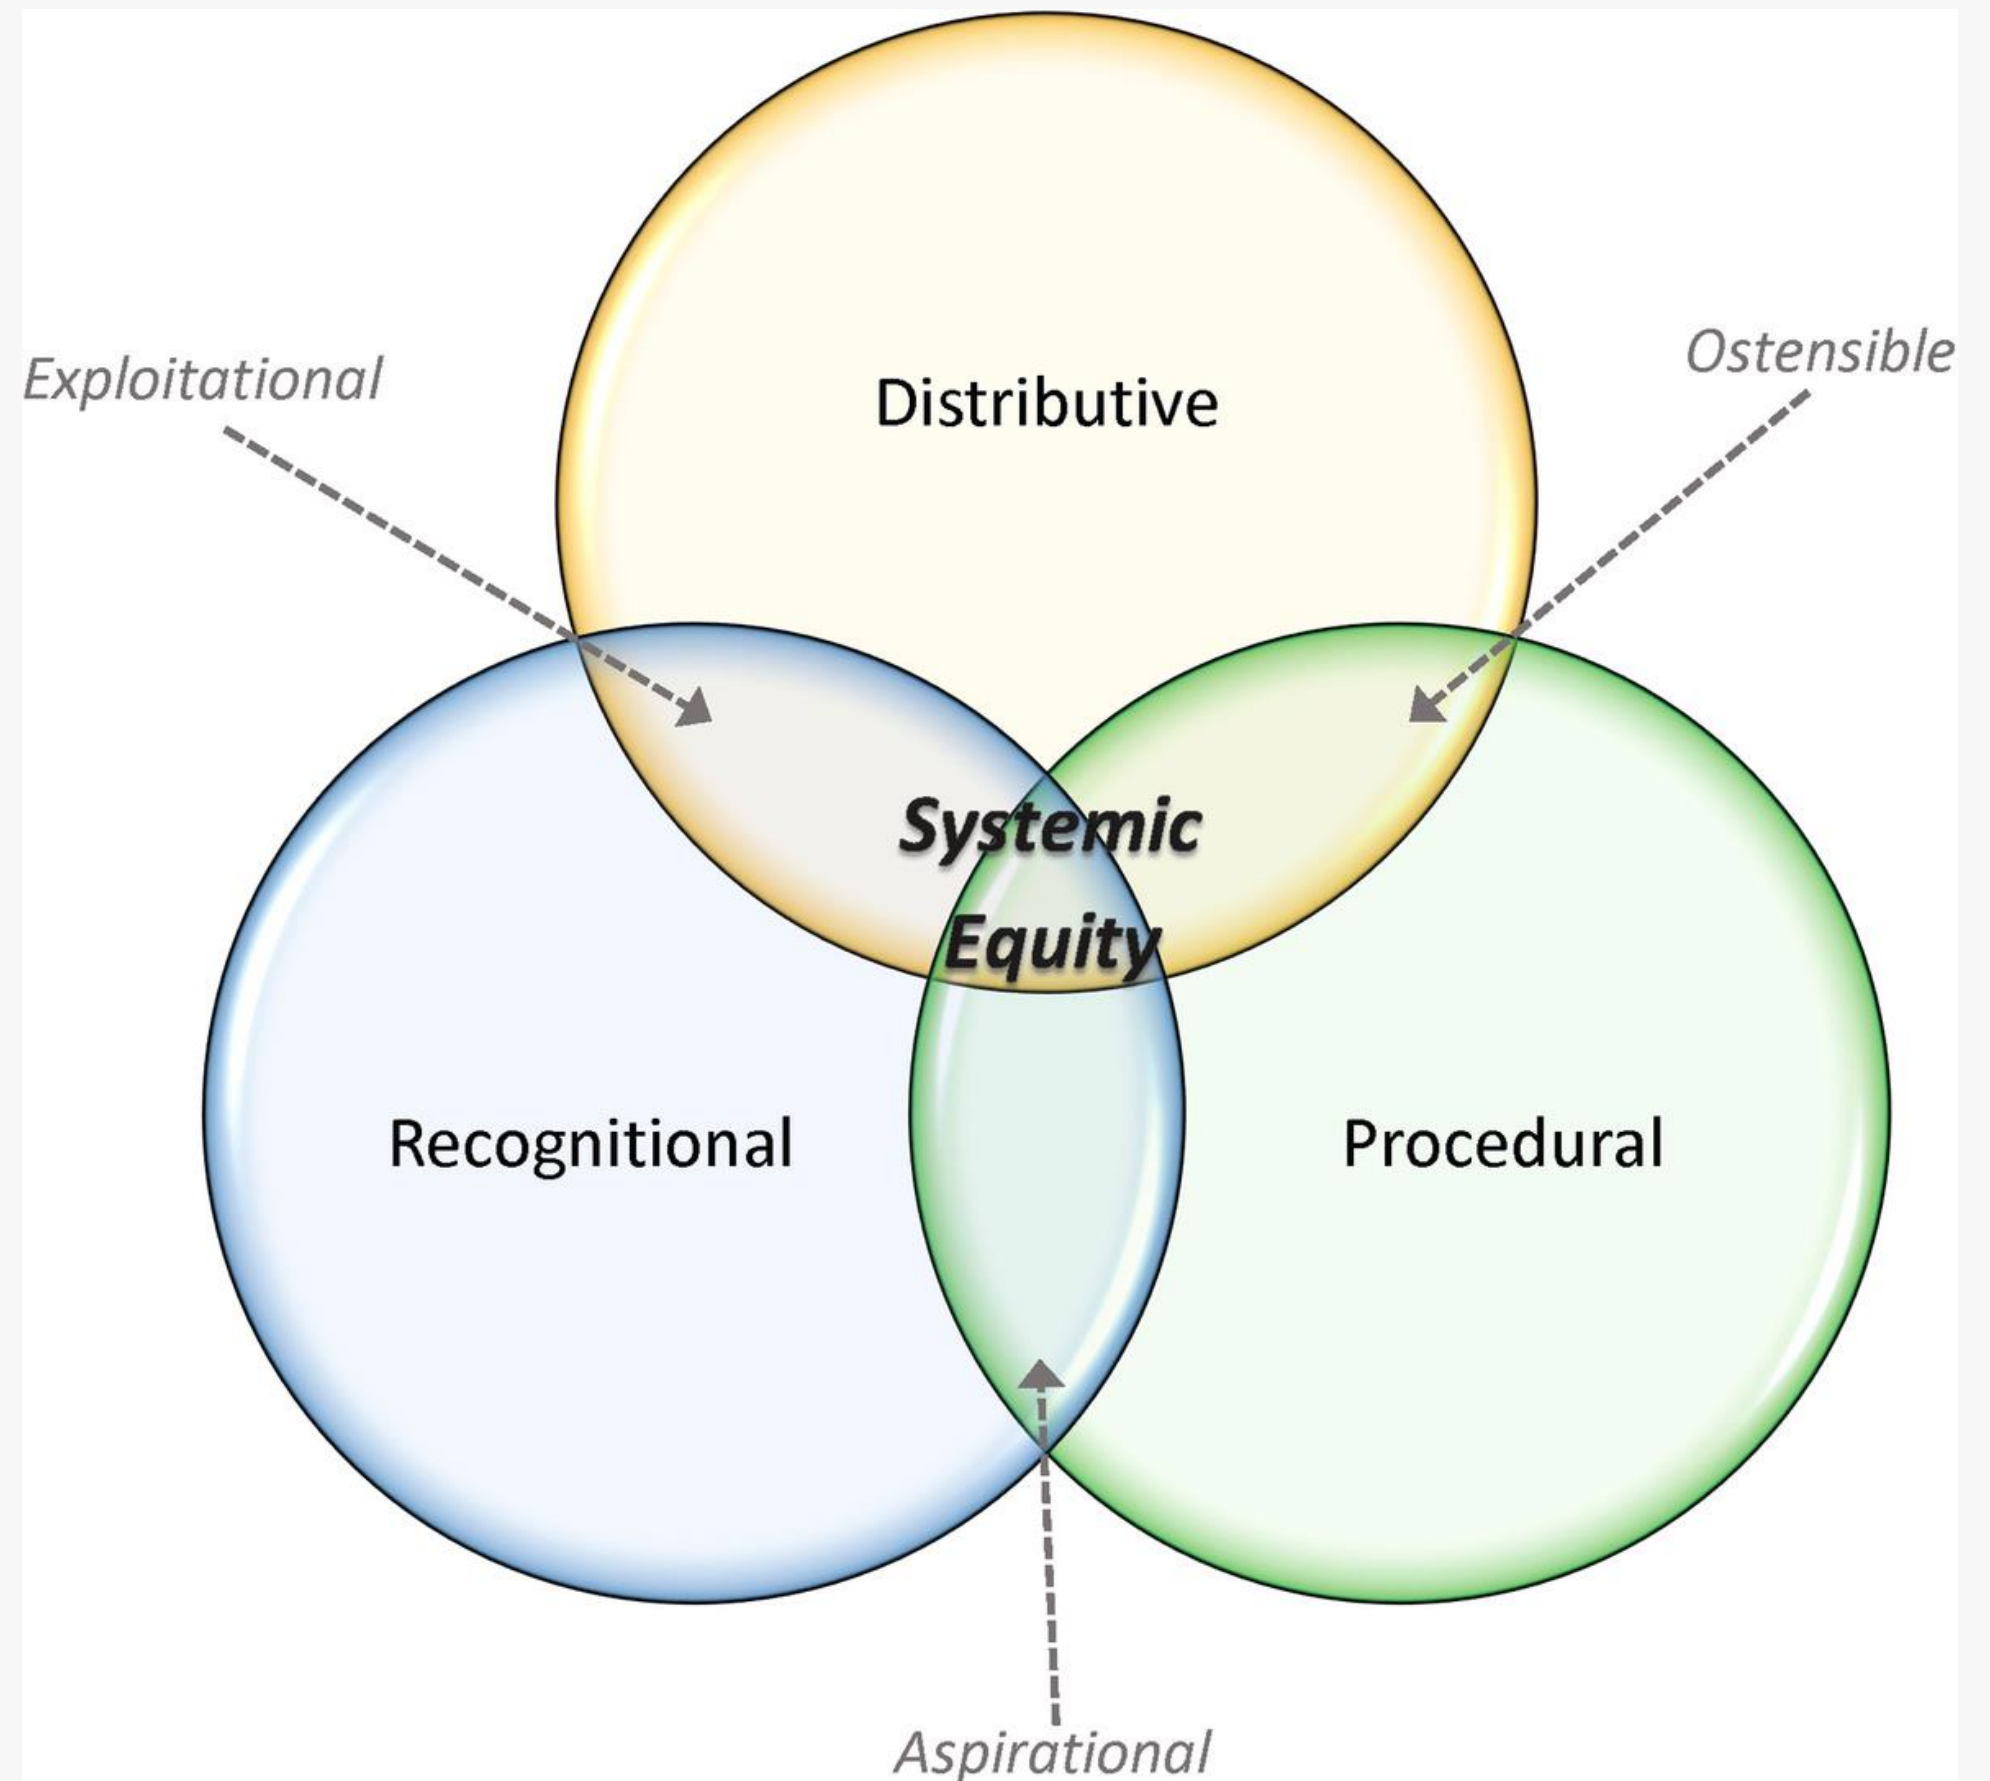 Ostensible
Exploitational
Distributive
Systemic
Equity
Recognitional
Procedural
Aspirational